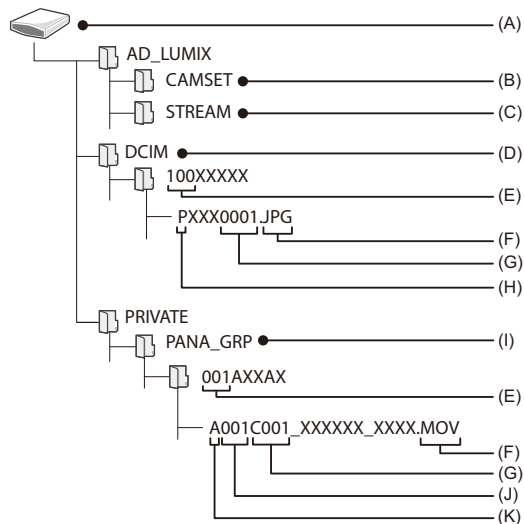 (A)
AD_LUMIX
CAMSET (B)
STREAM (C)
DCIM (D)
100XXXXX
(E)
PXXX0001.JPG
(F)
(G)
(H)
PRIVATE
PANA_GRP (I)
001AXXAX
(E)
A001C001_XXXXXX_XXXX.MOV
(F)
(G)
(J)
(K)